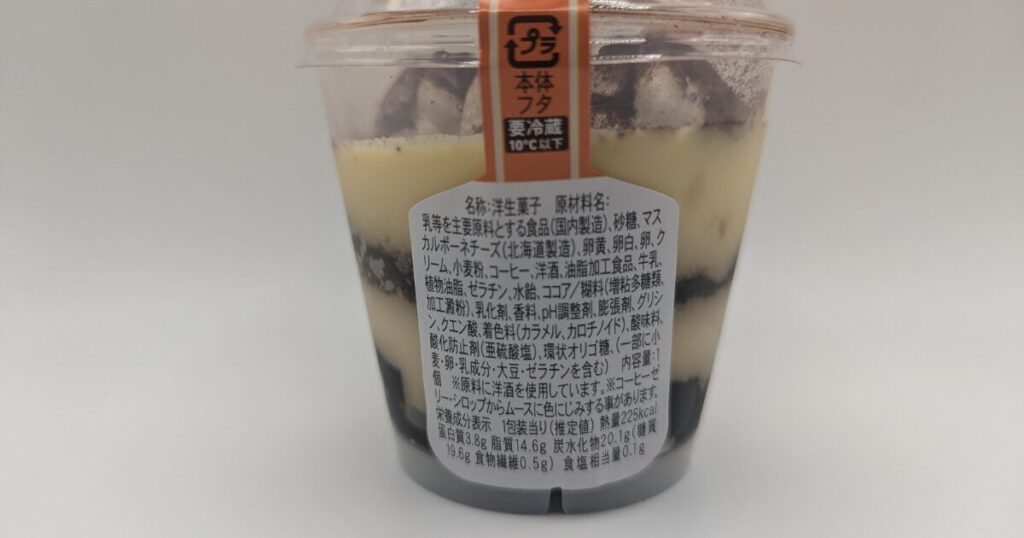 プラ
本体
フタ
要冷蔵
10℃以下
名称:洋生菓子 原材料名:
乳等を主要原料とする食品(国内製造)、砂糖、マス
カルポーネチーズ(北海道製造)、卵黄、卵白、卵、ク
リーム、小麦粉、コーヒー、洋酒、油脂加工食品、牛乳、
植物油脂、ゼラチン、水飴、ココア/糊料(増粘多糖類、
加工澱粉)、乳化剤、香料、pH調整剤、膨張剤、グリシ
ン、クエン酸、着色料(カラメル、カロチノイド)、酸味料、
酸化防止剤(亜硫酸塩)、環状オリゴ糖、(一部に小
麦・卵・乳成分・大豆・ゼラチンを含む) 内容量:1
個 ※原料に洋酒を使用しています。※コーヒーゼ
リー・シロップからムースに色にじみする事があります。
栄養成分表示 1包装当り(推定値) 熱量225kcal
蛋白質3.8g 脂質14.6g 炭水化物20.1g(糖質
19.6g 食物繊維0.5g) 食塩相当量0.1g